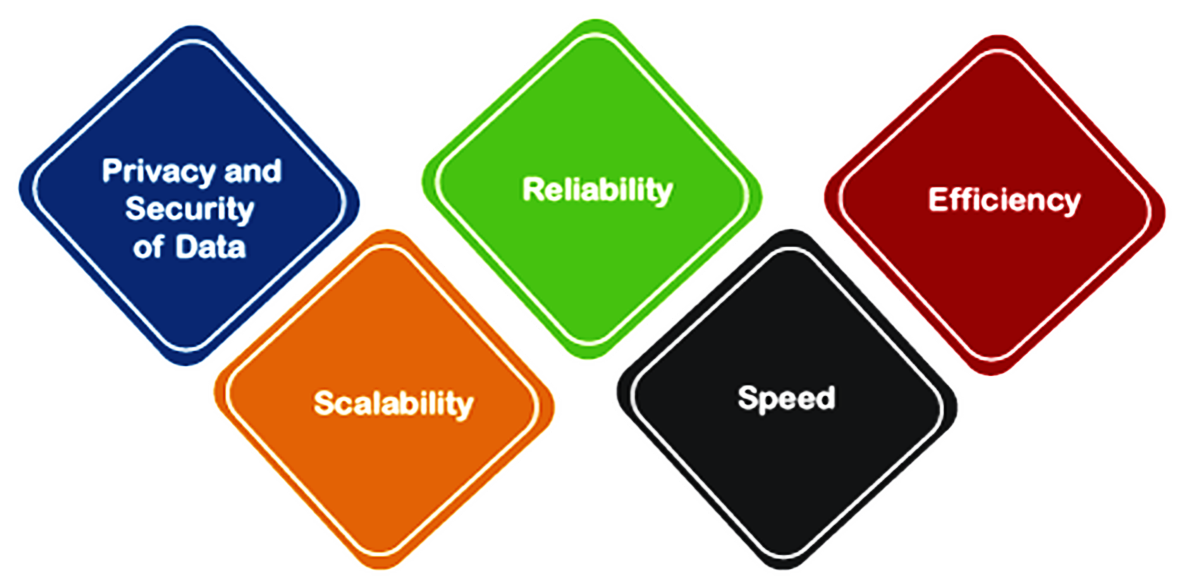 Privacy and
Security
of Data
Scalability
Reliability
Speed
Efficiency